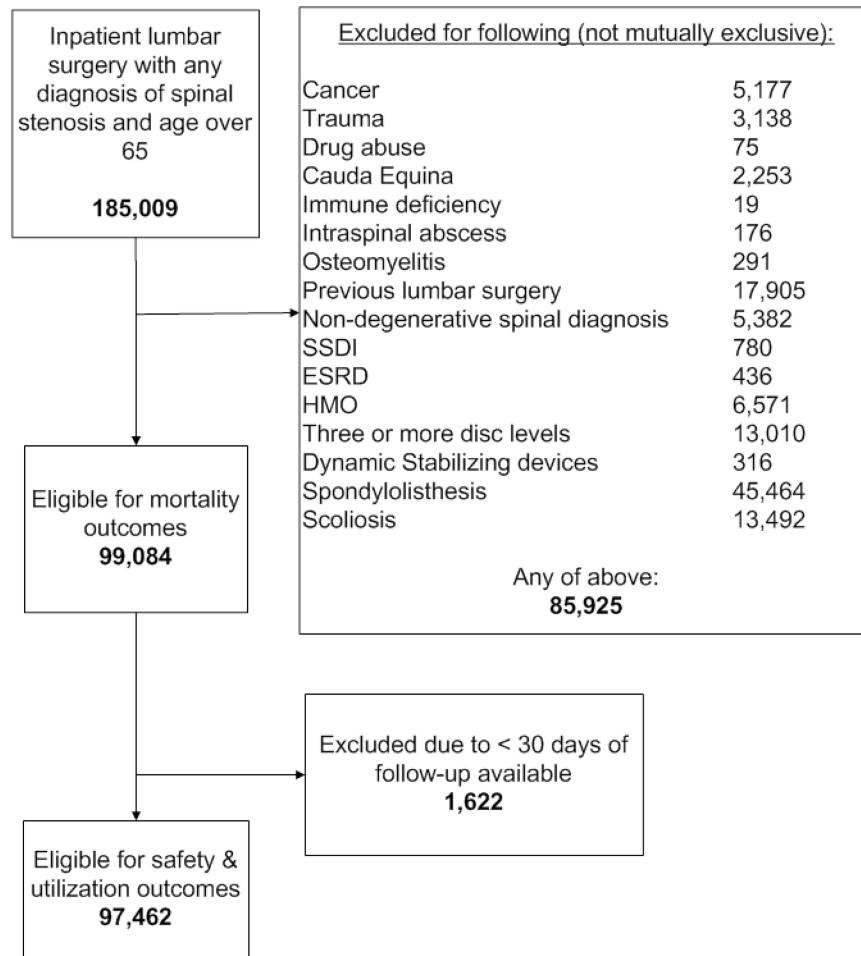 Inpatient lumbar
surgery with any
diagnosis of spinal
stenosis and age over
65
185,009
Excluded for following (not mutually exclusive):
Cancer 5,177
Trauma 3,138
Drug abuse 75
Cauda Equina 2,253
Immune deficiency 19
Intraspinal abscess 176
Osteomyelitis 291
Previous lumbar surgery 17,905
Non-degenerative spinal diagnosis 5,382
SSDI 780
ESRD 436
HMO 6,571
Three or more disc levels 13,010
Dynamic Stabilizing devices 316
Spondylolisthesis 45,464
Scoliosis 13,492
Any of above:
85,925
Eligible for mortality
outcomes
99,084
Excluded due to < 30 days of
follow-up available
1,622
Eligible for safety &
utilization outcomes
97,462